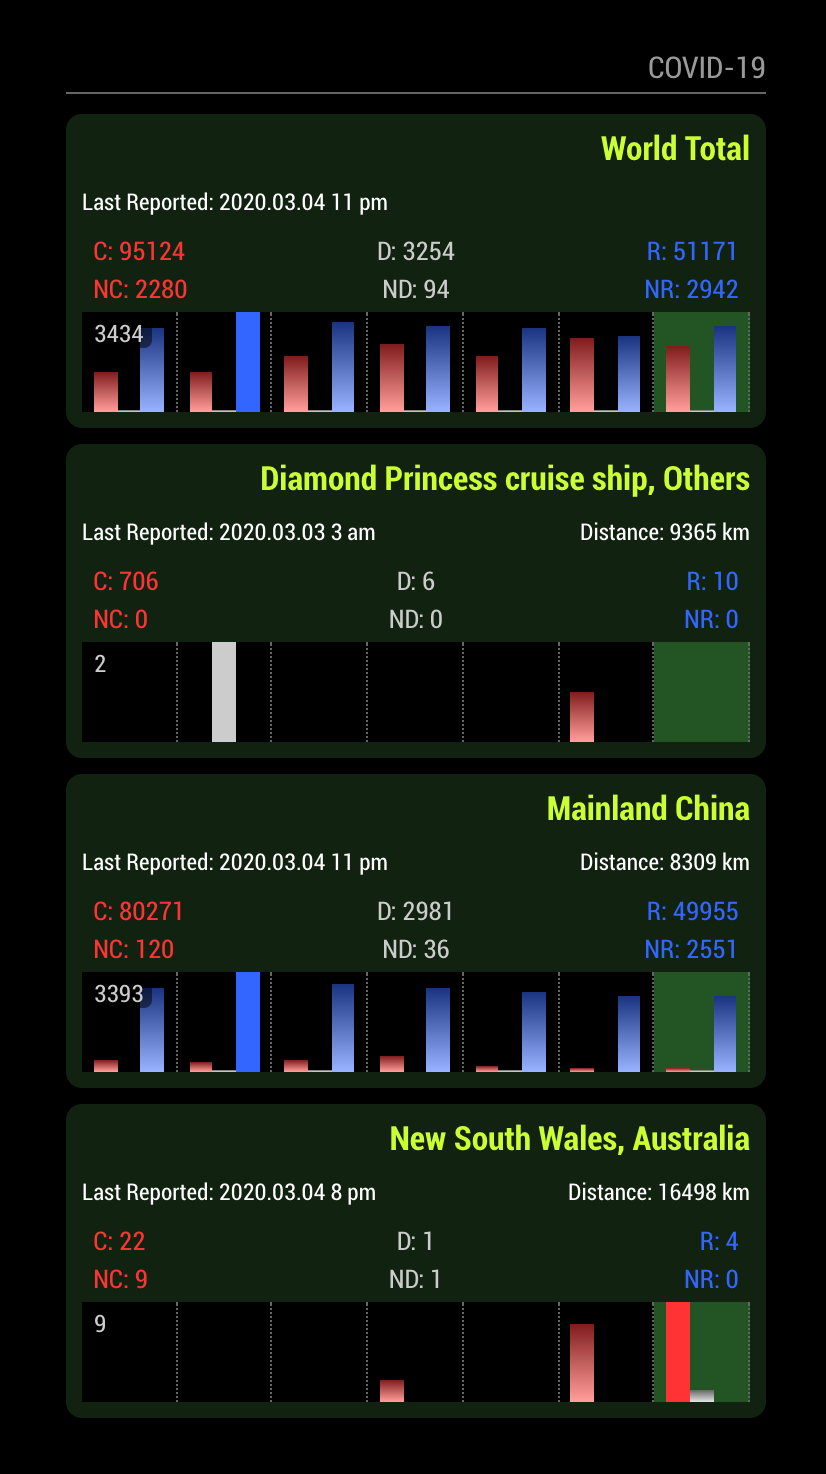 COVID-19
World Total
Last Reported: 2020.03.04 11 pm
C: 95124 D: 3254 R: 51171
NC: 2280 ND: 94 NR: 2942
3434
Diamond Princess cruise ship, Others
Last Reported: 2020.03.03 3 am Distance: 9365 km
C: 706 D: 6 R: 10
NC: 0 ND: 0 NR: 0
2
Mainland China
Last Reported: 2020.03.04 11 pm Distance: 8309 km
C: 80271 D: 2981 R: 49955
NC: 120 ND: 36 NR: 2551
3393
New South Wales, Australia
Last Reported: 2020.03.04 8 pm Distance: 16498 km
C: 22 D: 1 R: 4
NC: 9 ND: 1 NR: 0
9